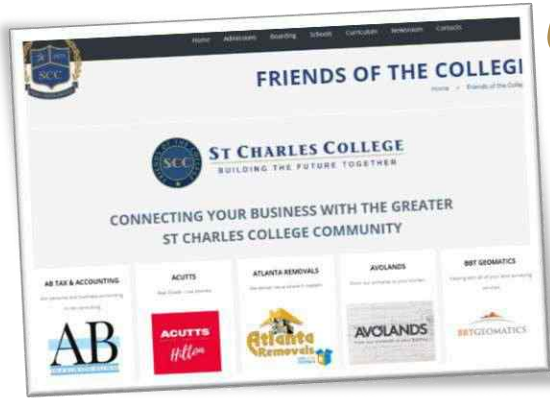 Home Admissions Boarding Schools Curriculum Newsroom Contacts
SCC
FRIENDS OF THE COLLEGE
Home Friends of the Colle
SCC
ST CHARLES COLLEGE
BUILDING THE FUTURE TOGETHER
CONNECTING YOUR BUSINESS WITH THE GREATER
ST CHARLES COLLEGE COMMUNITY
AB TAX & ACCOUNTING
ACUTTS
ATLANTA REMOVALS
AVOLANDS
BBT GEOMATICS
AB
ACUTTS
Hilton
Atlanta
Removals
AVOLANDS
BBTGEOMATICS